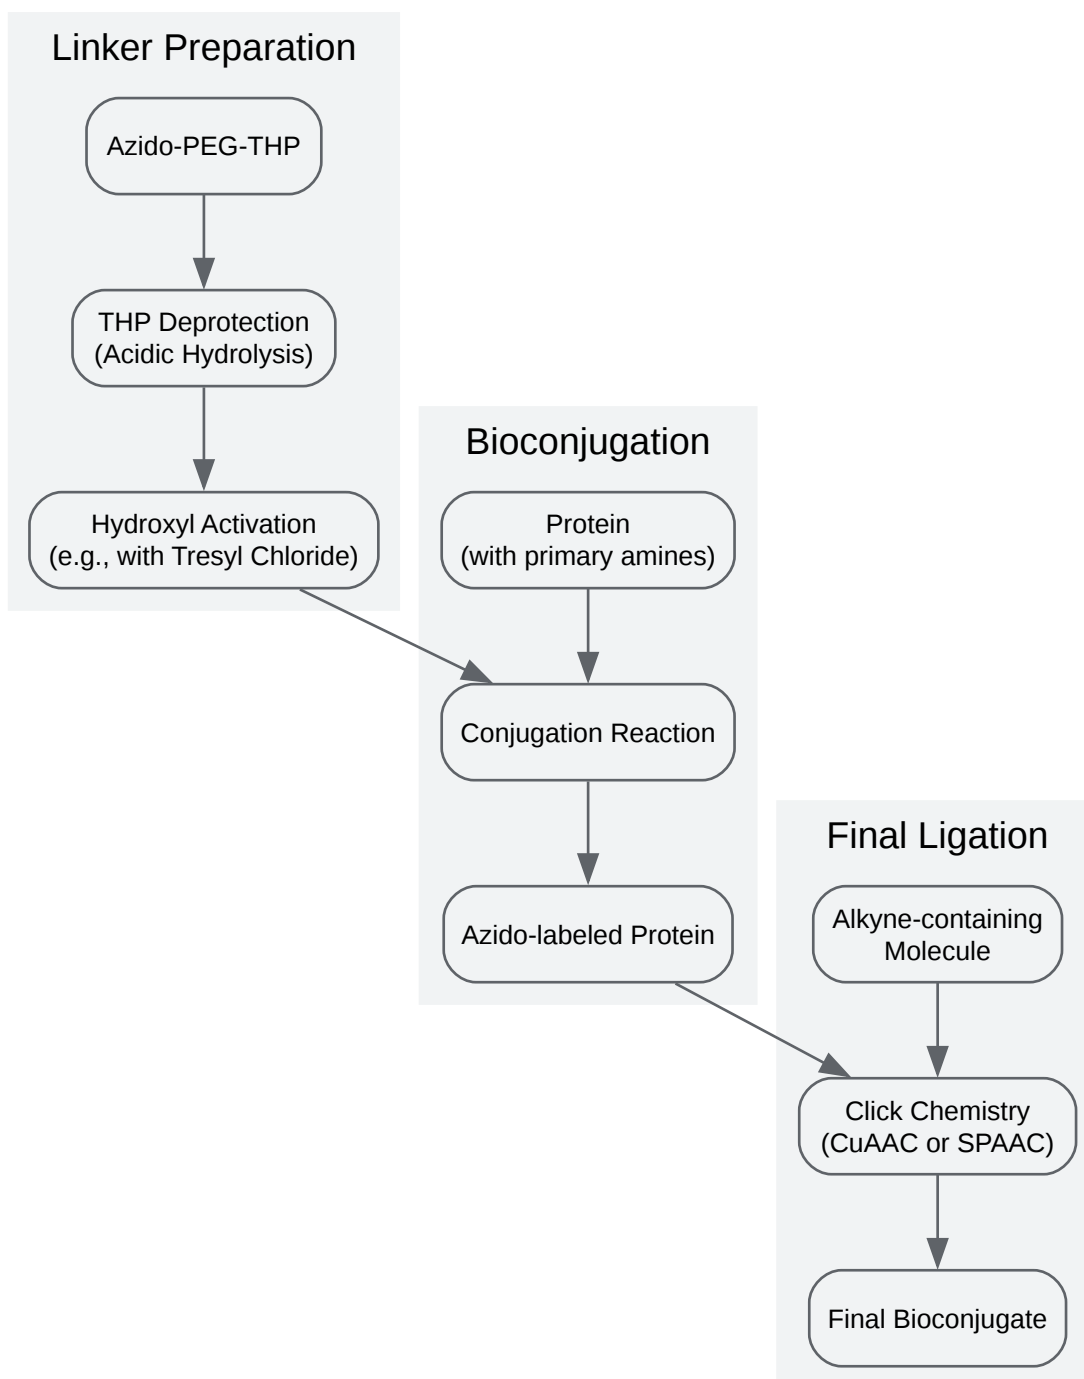 Linker Preparation
Azido-PEG-THP
THP Deprotection
(Acidic Hydrolysis)
Hydroxyl Activation
(e.g., with Tresyl Chloride)
Bioconjugation
Protein
(with primary amines)
Conjugation Reaction
Azido-labeled Protein
Final Ligation
Alkyne-containing
Molecule
Click Chemistry
(CuAAC or SPAAC)
Final Bioconjugate